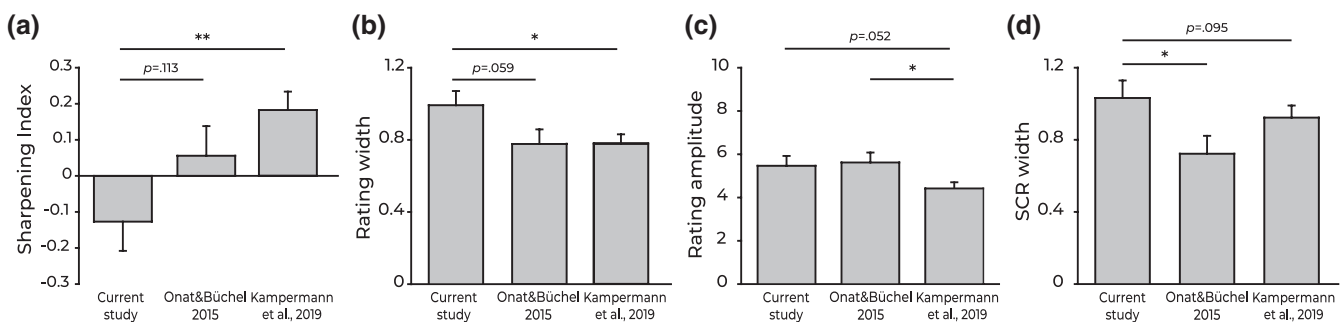 (a)
**
p=.113
Sharpening Index
0.3
0.2
0.1
0
-0.1
-0.2
-0.3
Current
study
Onat&Büchel
2015
Kampermann
et al., 2019
(b)
*
p=.059
Rating width
1.2
0.8
0.4
0
Current
study
Onat&Büchel
2015
Kampermann
et al., 2019
(c)
p=.052
*
Rating amplitude
10
8
6
4
2
0
Current
study
Onat&Büchel
2015
Kampermann
et al., 2019
(d)
p=.095
*
SCR width
1.2
0.8
0.4
0
Current
study
Onat&Büchel
2015
Kampermann
et al., 2019